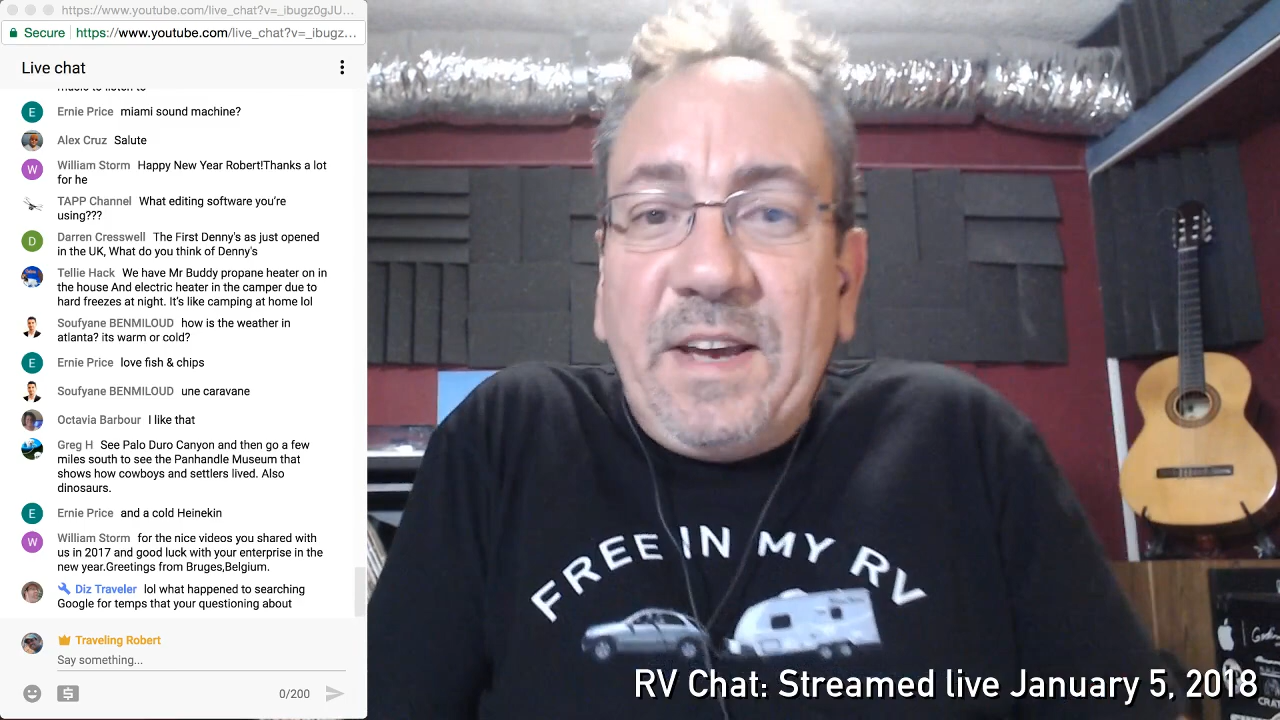 https://www.youtube.com/live_chat?v=_ibugz0gJU...
Secure https://www.youtube.com/live_chat?v=_ibugz...
Live chat
music to listen to
E Ernie Price miami sound machine?
Alex Cruz Salute
W William Storm Happy New Year Robert!Thanks a lot
for he
TAPP Channel What editing software you're
using???
D Darren Cresswell The First Denny's as just opened
in the UK, What do you think of Denny's
Tellie Hack We have Mr Buddy propane heater on in
the house And electric heater in the camper due to
hard freezes at night. It's like camping at home lol
Soufyane BENMILOUD how is the weather in
atlanta? its warm or cold?
E Ernie Price love fish & chips
Soufyane BENMILOUD une caravane
Octavia Barbour I like that
Greg H See Palo Duro Canyon and then go a few
miles south to see the Panhandle Museum that
shows how cowboys and settlers lived. Also
dinosaurs.
E Ernie Price and a cold Heinekin
W William Storm for the nice videos you shared with
us in 2017 and good luck with your enterprise in the
new year.Greetings from Bruges,Belgium.
Diz Traveler lol what happened to searching
Google for temps that your questioning about
Traveling Robert
Say something...
0/200
FREE IN MY RV
RV Chat: Streamed live January 5, 2018